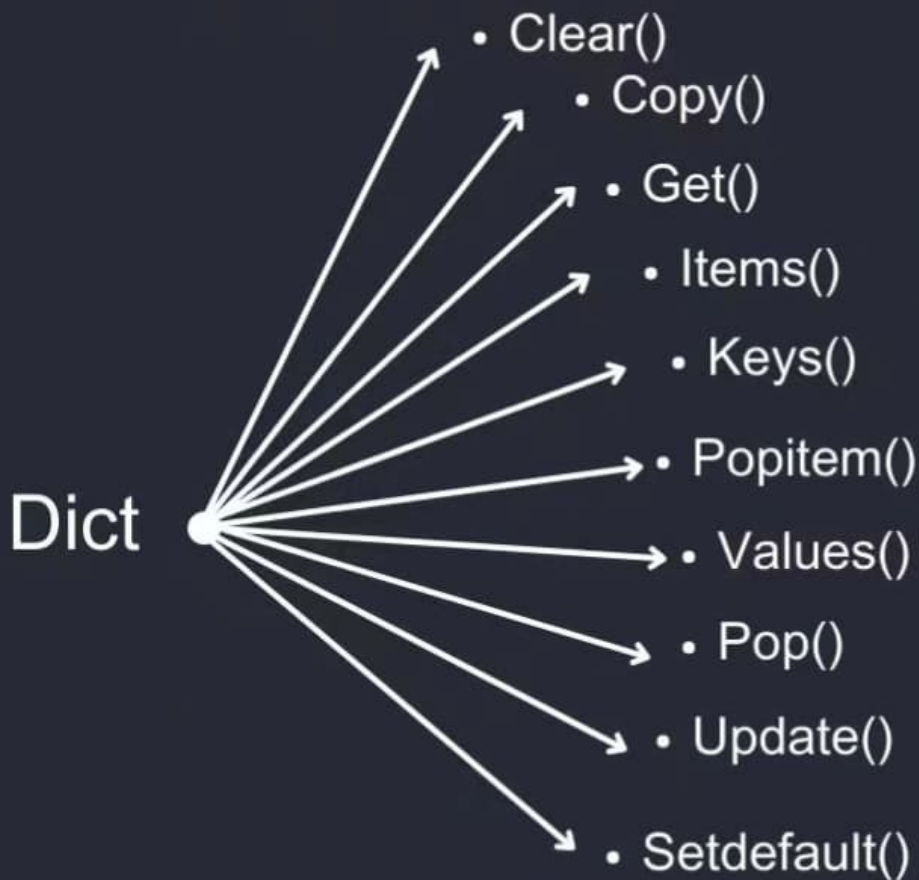 • Clear()
• Copy()
• Get()
• Items()
• Keys()
• Popitem()
Dict
• Values()
• Pop()
• Update()
• Setdefault()